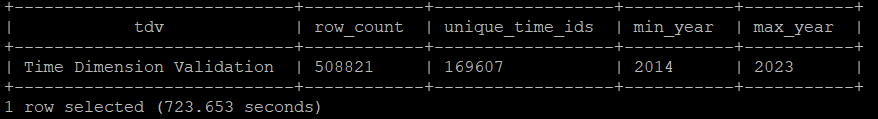 +----------------------------+------------+------------------+-----------+-----------+
|            tdv             | row_count  | unique_time_ids  | min_year  | max_year  |
+----------------------------+------------+------------------+-----------+-----------+
| Time Dimension Validation  | 508821     | 169607           | 2014      | 2023      |
+----------------------------+------------+------------------+-----------+-----------+
1 row selected (723.653 seconds)